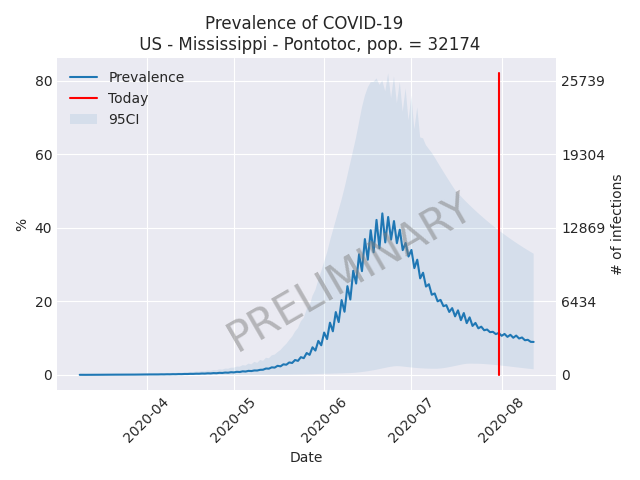 Prevalence of COVID-19
US - Mississippi - Pontotoc, pop. = 32174
Prevalence
Today
95CI
80
60
40
20
0
%
25739
19304
12869
6434
0
# of infections
PRELIMINARY
2020-04
2020-05
2020-06
2020-07
2020-08
Date